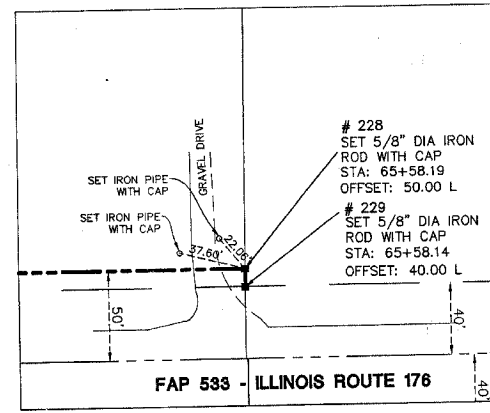 # 228
SET 5/8" DIA IRON
ROD WITH CAP
STA: 65+58.19
OFFSET: 50.00 L
# 229
SET 5/8" DIA IRON
ROD WITH CAP
STA: 65+58.14
OFFSET: 40.00 L
GRAVEL DRIVE
SET IRON PIPE
WITH CAP
SET IRON PIPE
WITH CAP
22.06'
37.60'
50'
40'
40'
FAP 533 - ILLINOIS ROUTE 176